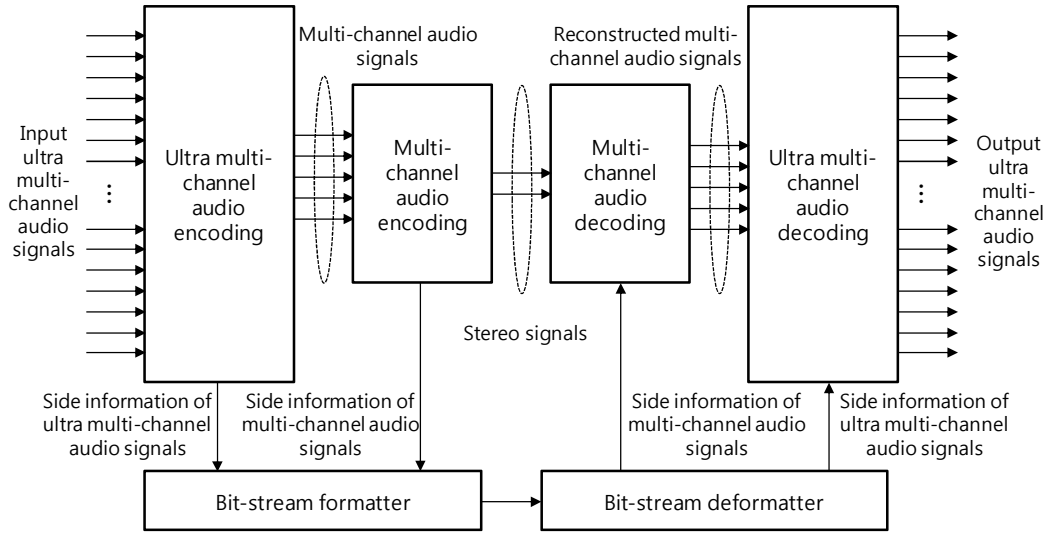 Multi-channel audio
signals
Reconstructed multi-
channel audio signals
Input
ultra
multi-
channel
audio
signals
Ultra multi-
channel
audio
encoding
Multi-
channel
audio
encoding
Multi-
channel
audio
decoding
Ultra multi-
channel
audio
decoding
Output
ultra
multi-
channel
audio
signals
Stereo signals
Side information of
ultra multi-channel
audio signals
Side information of
multi-channel audio
signals
Side information of
multi-channel audio
signals
Side information of
ultra multi-channel
audio signals
Bit-stream formatter
Bit-stream deformatter